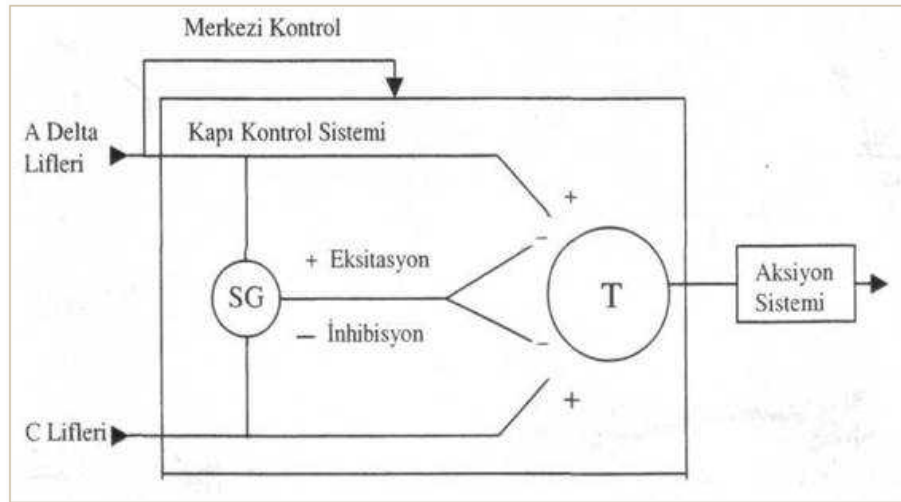 Merkezi Kontrol
A Delta
Lifleri
Kapı Kontrol Sistemi
+
−
+ Eksitasyon
SG
T
Aksiyon
Sistemi
− İnhibisyon
−
+
C Lifleri